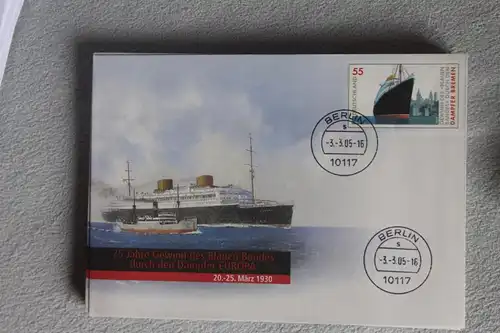 55
DEUTSCHLAND
DAMPFER BREMEN
BERLIN
s
-3.-3.05-16
10117
75 Jahre Gewinn des Blauen Bandes
durch den Dampfer EUROPA
20.-25. März 1930
BERLIN
s
-3.-3.05-16
10117